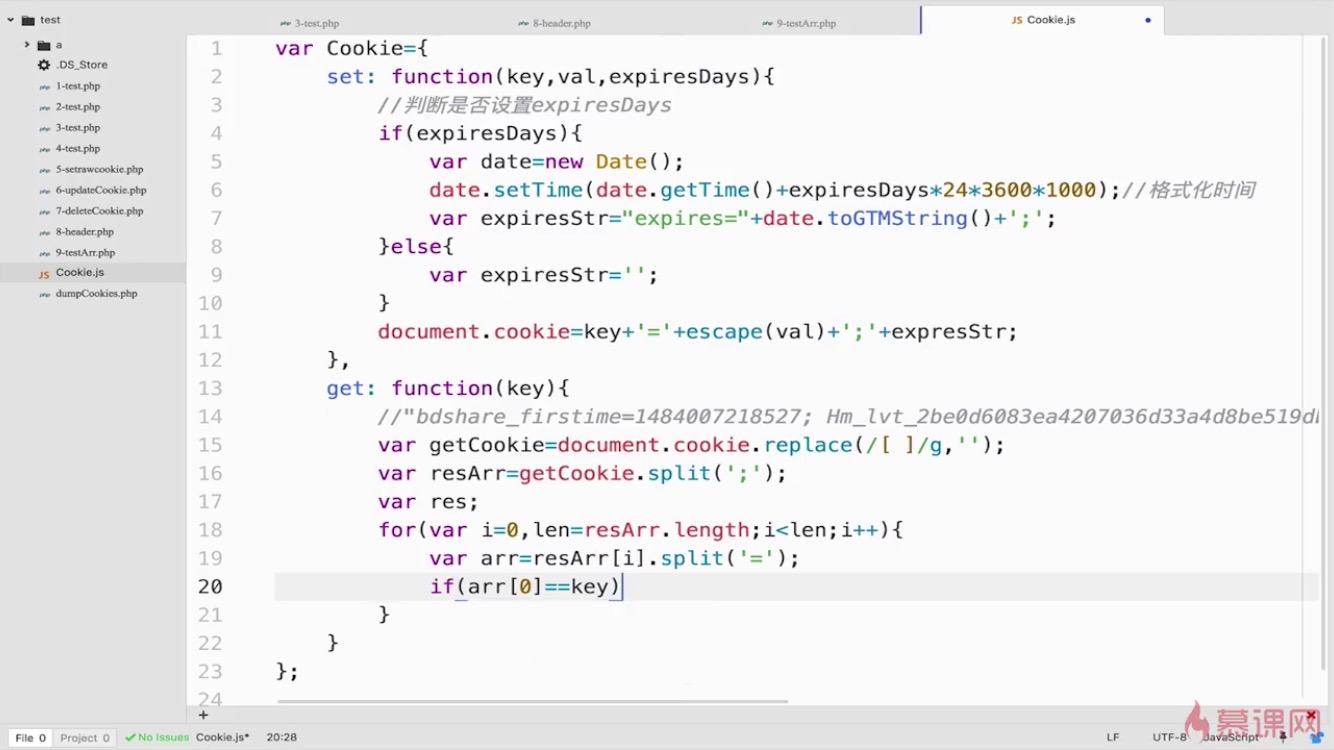 test
a
.DS_Store
1-test.php
2-test.php
3-test.php
4-test.php
5-setrawcookie.php
6-updateCookie.php
7-deleteCookie.php
8-header.php
9-testArr.php
JS Cookie.js
dumpCookies.php
3-test.php
8-header.php
9-testArr.php
JS Cookie.js
1 var Cookie={
2 set: function(key,val,expiresDays){
3 //判断是否设置expiresDays
4 if(expiresDays){
5 var date=new Date();
6 date.setTime(date.getTime()+expiresDays*24*3600*1000);//格式化时间
7 var expiresStr="expires="+date.toGTMString()+';';
8 }else{
9 var expiresStr='';
10 }
11 document.cookie=key+'='+escape(val)+';'+expresStr;
12 },
13 get: function(key){
14 //"bdshare_firstime=1484007218527; Hm_lvt_2be0d6083ea4207036d33a4d8be519d
15 var getCookie=document.cookie.replace(/[ ]/g,'');
16 var resArr=getCookie.split(';');
17 var res;
18 for(var i=0,len=resArr.length;i<len;i++){
19 var arr=resArr[i].split('=');
20 if(arr[0]==key)
21 }
22 }
23 };
24
+
File 0 Project 0 No Issues Cookie.js* 20:28 LF UTF-8 JavaScript
慕课网